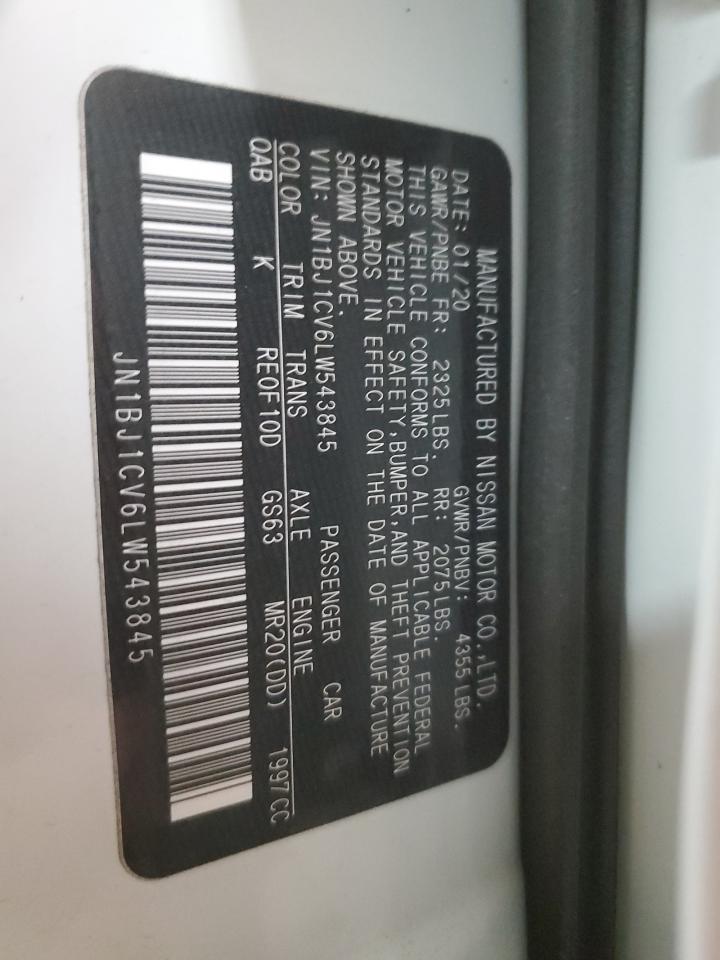 MANUFACTURED BY NISSAN MOTOR CO.,LTD.
DATE: 01/20 GVWR/PNBV: 4355 LBS.
GAWR/PNBE FR: 2325LBS. RR: 2075LBS.
THIS VEHICLE CONFORMS TO ALL APPLICABLE FEDERAL
MOTOR VEHICLE SAFETY,BUMPER,AND THEFT PREVENTION
STANDARDS IN EFFECT ON THE DATE OF MANUFACTURE
SHOWN ABOVE.
VIN: JN1BJ1CV6LW543845 PASSENGER CAR
COLOR TRIM TRANS AXLE ENGINE
QAB K RE0F10D GS63 MR20(DD) 1997CC
JN1BJ1CV6LW543845